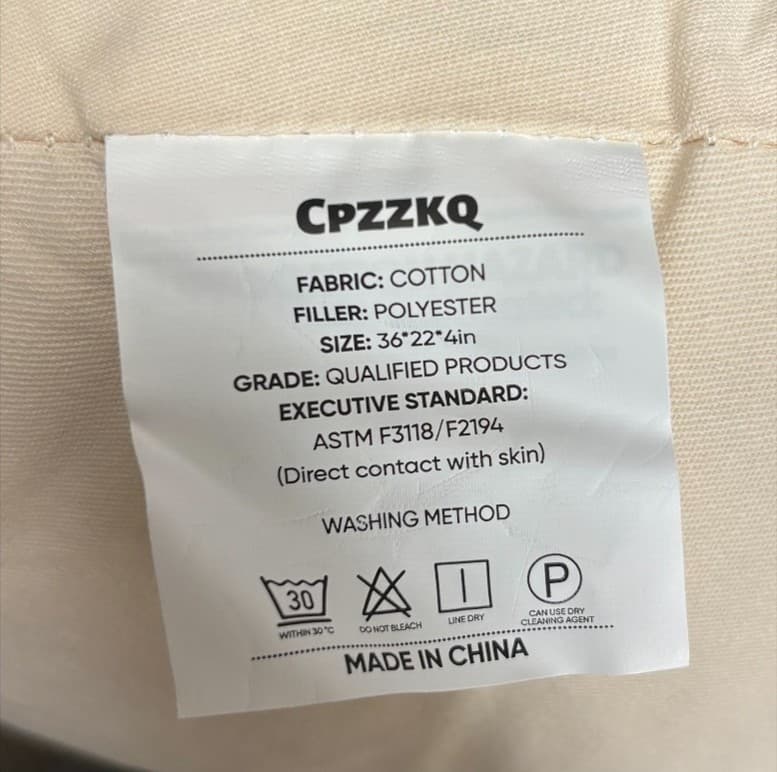 CPZZKQ
FABRIC: COTTON
FILLER: POLYESTER
SIZE: 36*22*4in
GRADE: QUALIFIED PRODUCTS
EXECUTIVE STANDARD:
ASTM F3118/F2194
(Direct contact with skin)
WASHING METHOD
30
P
WITHIN 30°C
DO NOT BLEACH
LINE DRY
CAN USE DRY
CLEANING AGENT
MADE IN CHINA